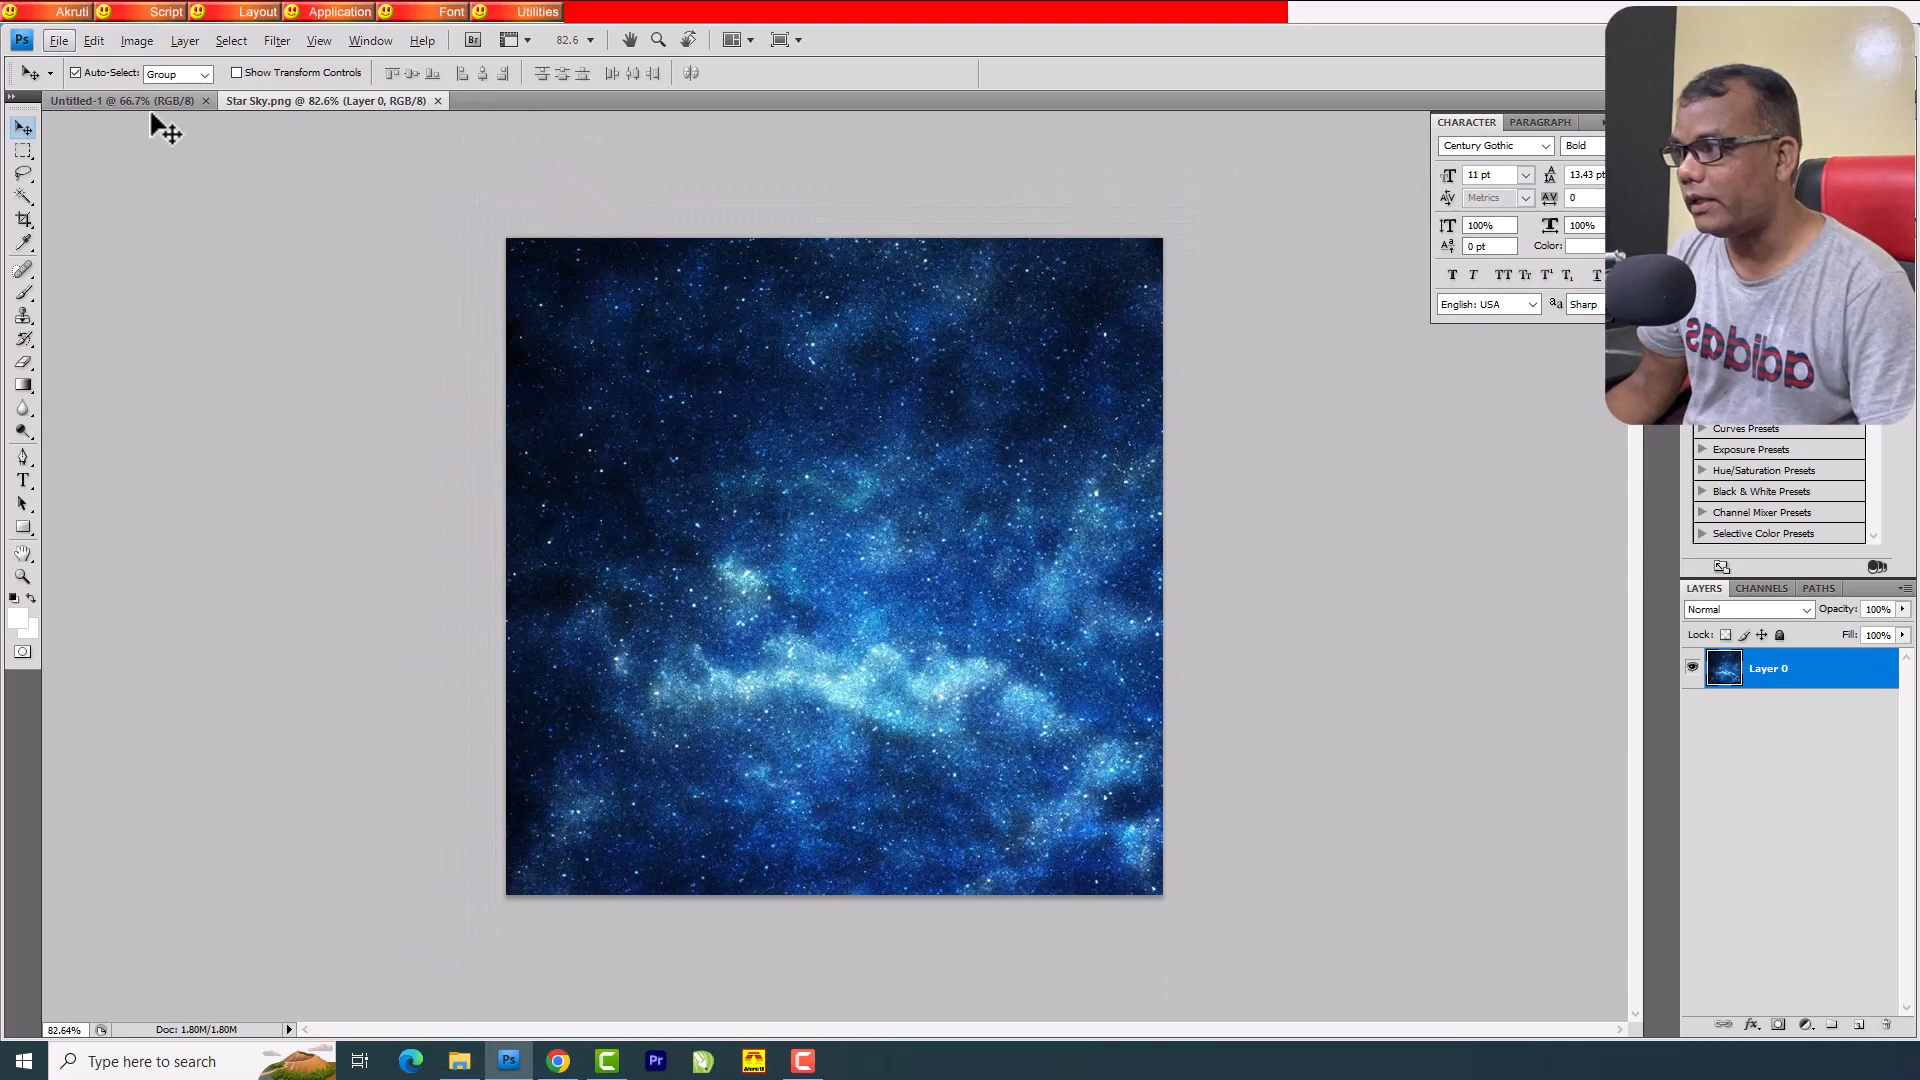 Akruti Script Layout Application Font Utilities
Ps File Edit Image Layer Select Filter View Window Help Br 82.6
Auto-Select: Group Show Transform Controls
Untitled-1 @ 66.7% (RGB/8) × Star Sky.png @ 82.6% (Layer 0, RGB/8) ×
CHARACTER PARAGRAPH
Century Gothic Bold
11 pt 13.43 pt
Metrics 0
100% 100%
0 pt Color:
English: USA Sharp
adidas
Curves Presets
Exposure Presets
Hue/Saturation Presets
Black & White Presets
Channel Mixer Presets
Selective Color Presets
LAYERS CHANNELS PATHS
Normal Opacity: 100%
Lock: Fill: 100%
Layer 0
82.64% Doc: 1.80M/1.80M
Type here to search Ps Pr